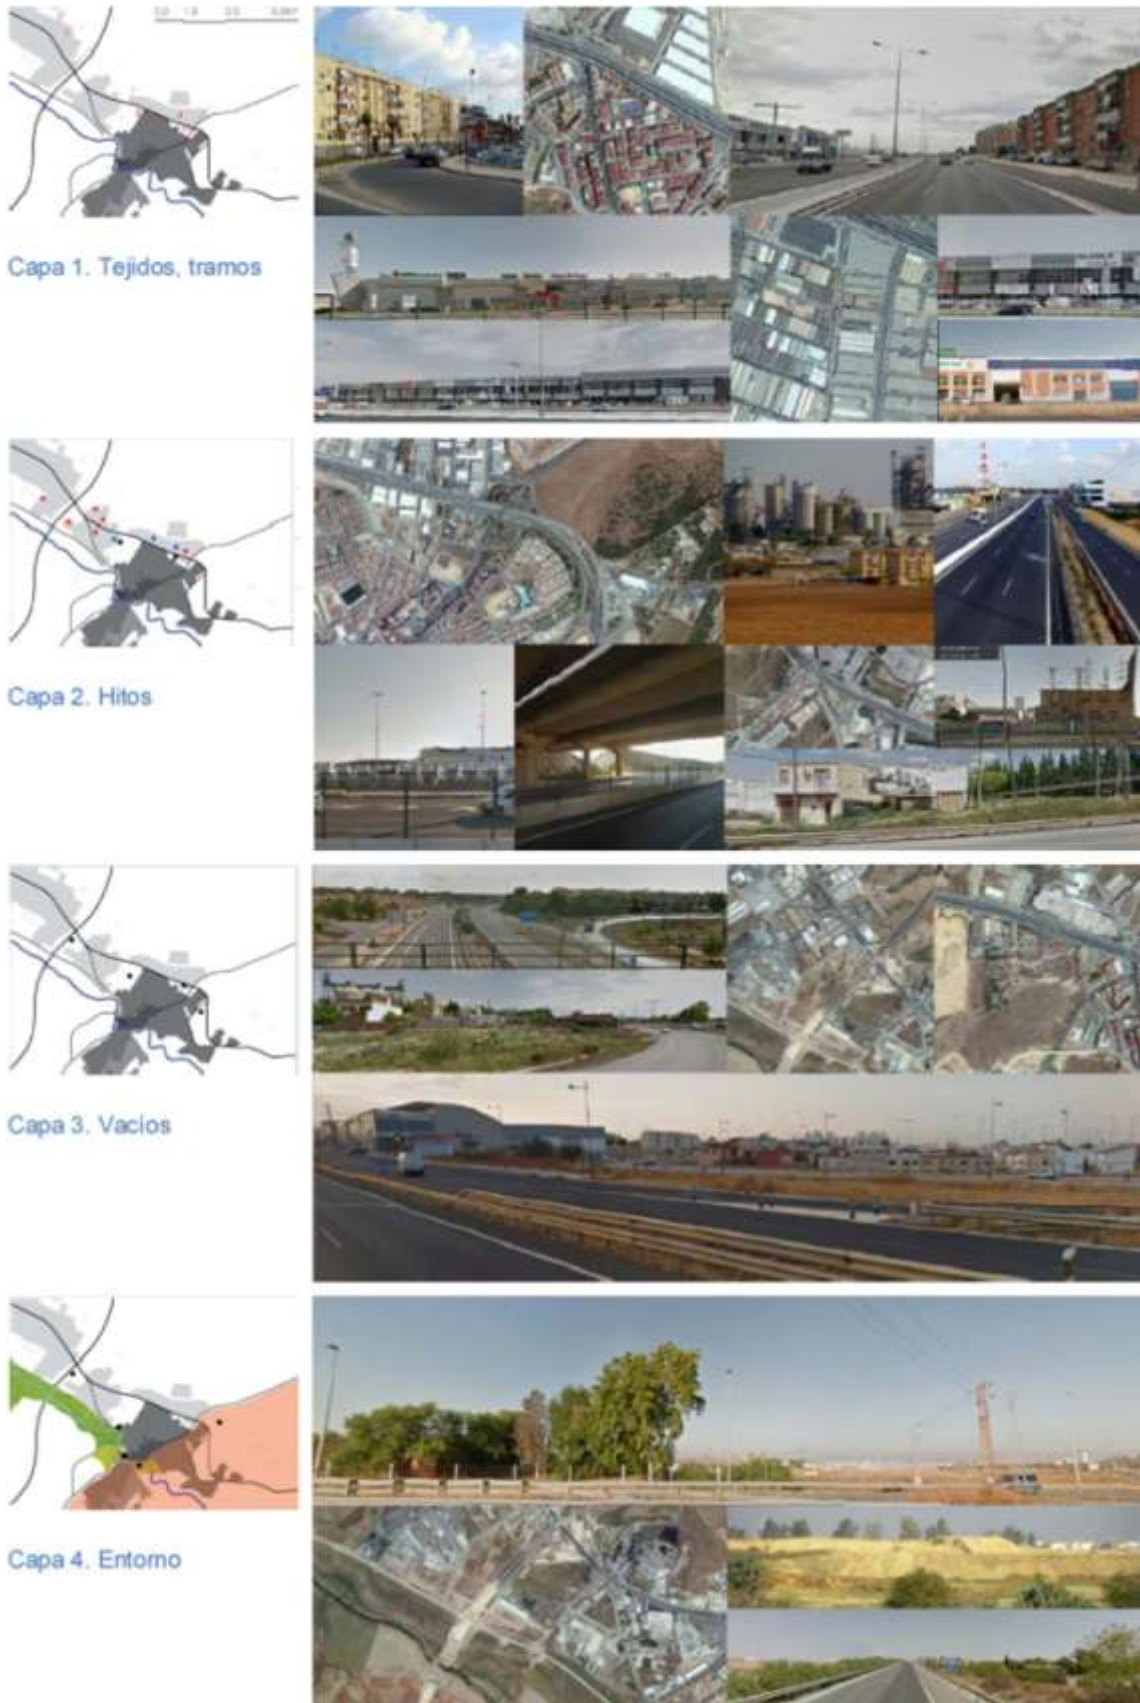 Capa 1. Tejidos, tramos
Capa 2. Hitos
Capa 3. Vacíos
Capa 4. Entorno